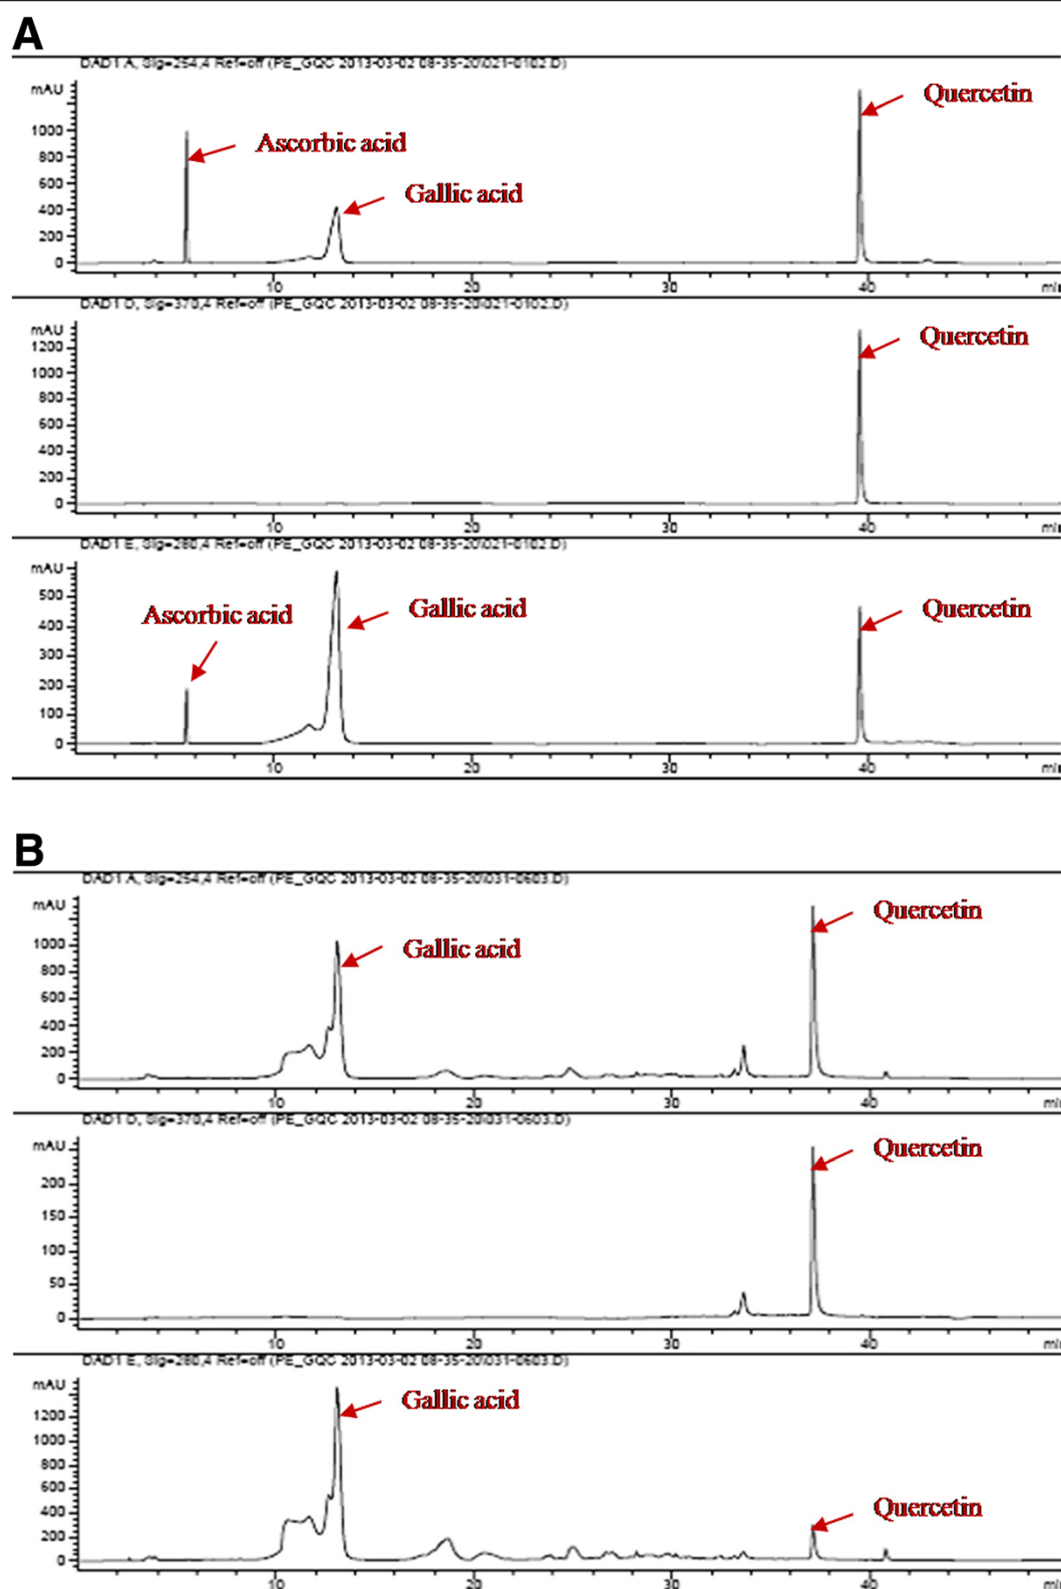 A
DAD1 A, Sig=254,4 Ref=off (PE_GQC 2013-03-02 08-35-20\021-0102.D)
mAU
Quercetin
Ascorbic acid
Gallic acid
1000
800
600
400
200
0
10 20 30 40
DAD1 D, Sig=370,4 Ref=off (PE_GQC 2013-03-02 08-35-20\021-0102.D)
mAU
Quercetin
1200
1000
800
600
400
200
0
10 20 30 40
DAD1 E, Sig=280,4 Ref=off (PE_GQC 2013-03-02 08-35-20\021-0102.D)
mAU
Ascorbic acid
Gallic acid
Quercetin
500
400
300
200
100
0
10 20 30 40
B
DAD1 A, Sig=254,4 Ref=off (PE_GQC 2013-03-02 08-35-20\031-0603.D)
mAU
Quercetin
Gallic acid
1000
800
600
400
200
0
10 20 30 40
DAD1 D, Sig=370,4 Ref=off (PE_GQC 2013-03-02 08-35-20\031-0603.D)
mAU
Quercetin
200
150
100
50
0
10 20 30 40
DAD1 E, Sig=280,4 Ref=off (PE_GQC 2013-03-02 08-35-20\031-0603.D)
mAU
Gallic acid
1200
1000
800
600
400
200
0
Quercetin
10 20 30 40